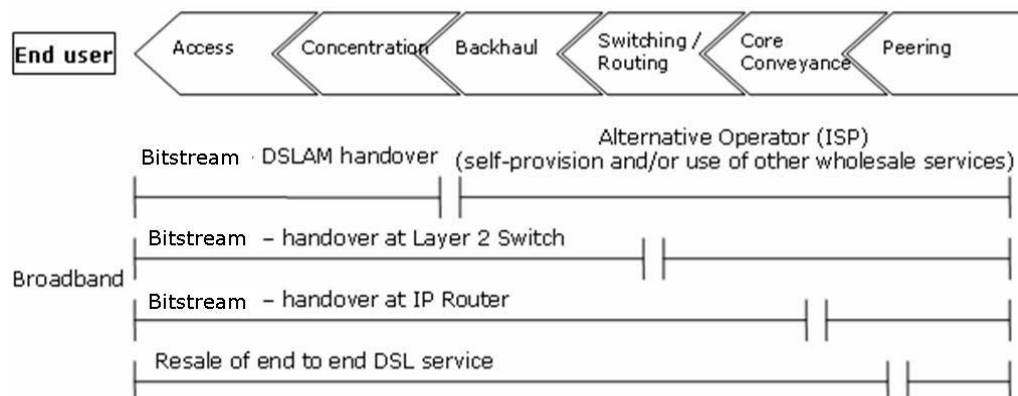 End user
Access
Concentration
Backhaul
Switching /
Routing
Core
Conveyance
Peering
Bitstream - DSLAM handover
Alternative Operator (ISP)
(self-provision and/or use of other wholesale services)
Bitstream – handover at Layer 2 Switch
Broadband
Bitstream – handover at IP Router
Resale of end to end DSL service